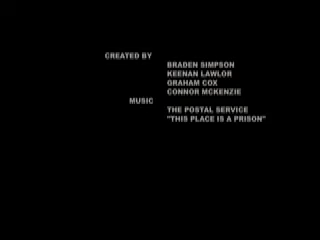 CREATED BY
BRADEN SIMPSON
KEENAN LAWLOR
GRAHAM COX
CONNOR MCKENZIE
MUSIC
THE POSTAL SERVICE
"THIS PLACE IS A PRISON"